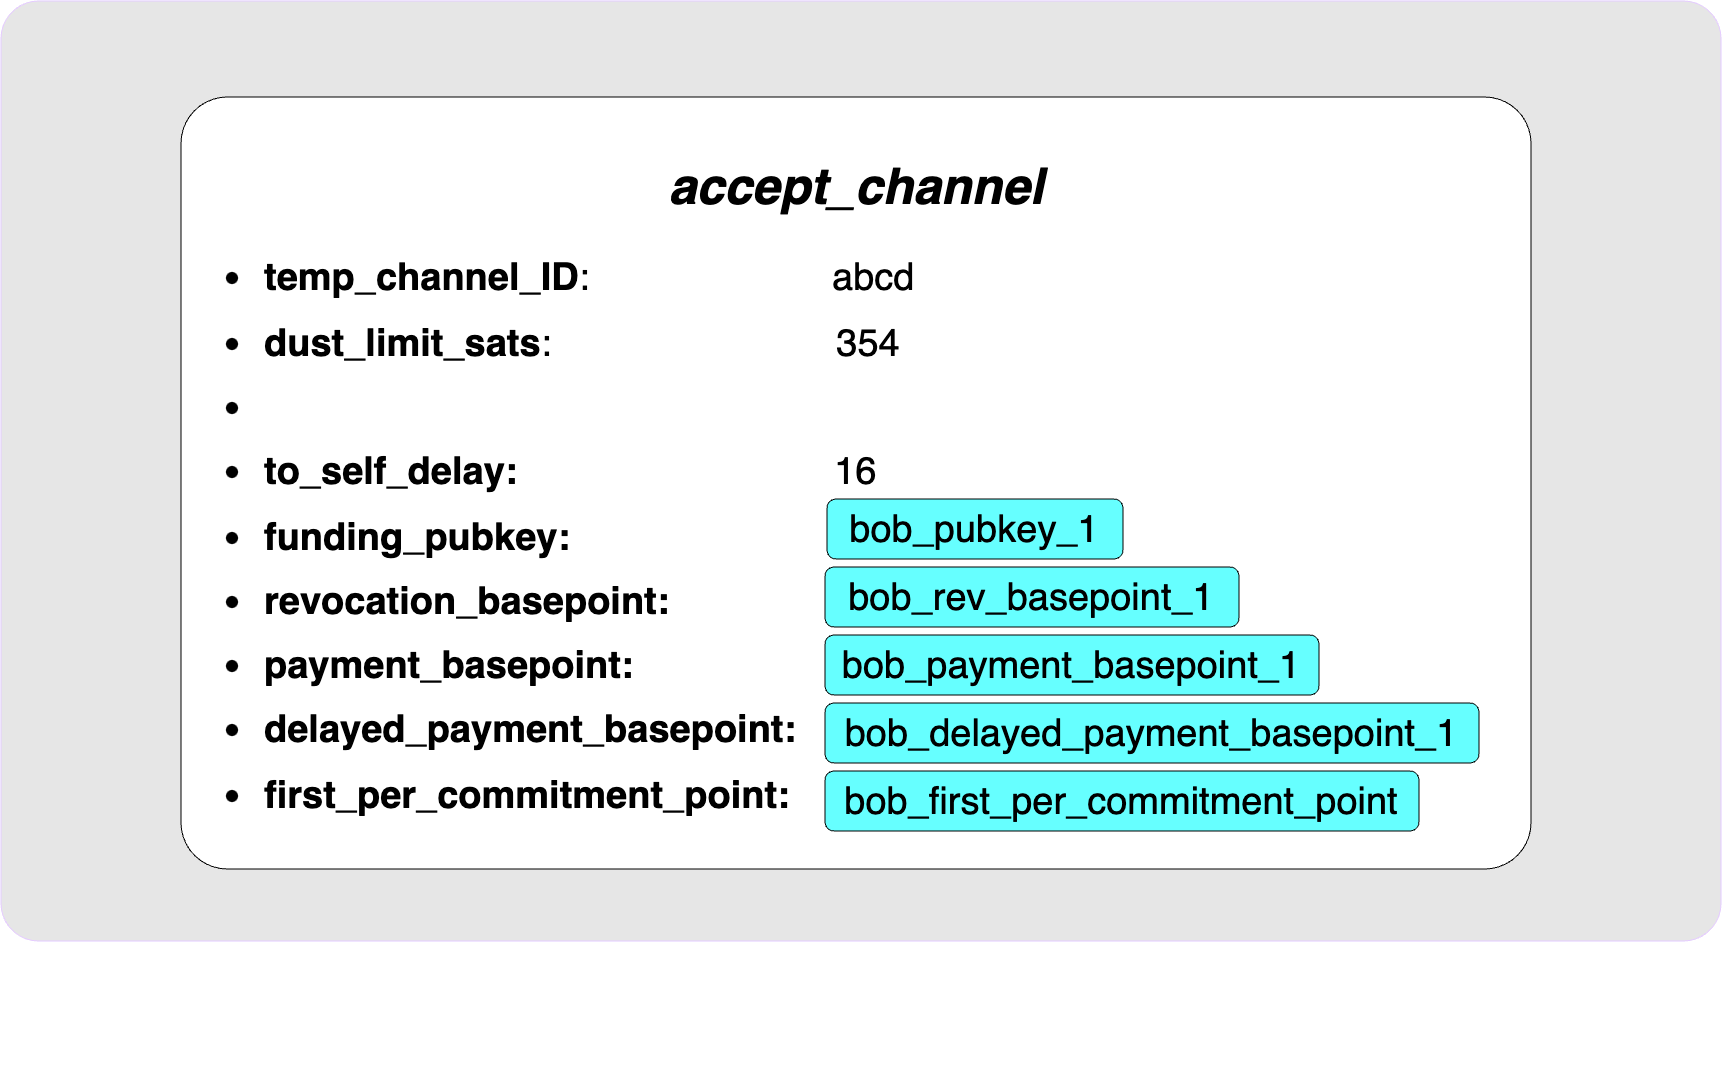 accept_channel
• temp_channel_ID: abcd
• dust_limit_sats: 354
•
• to_self_delay: 16
• funding_pubkey: bob_pubkey_1
• revocation_basepoint: bob_rev_basepoint_1
• payment_basepoint: bob_payment_basepoint_1
• delayed_payment_basepoint: bob_delayed_payment_basepoint_1
• first_per_commitment_point: bob_first_per_commitment_point